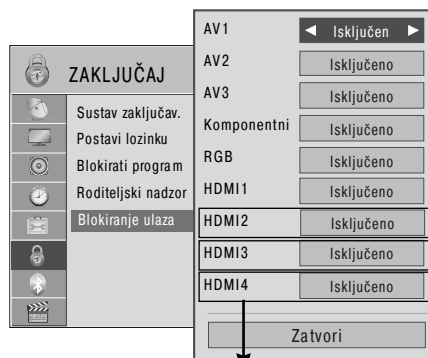 ZAKLJUČAJ
Sustav zaključav.
Postavi lozinku
Blokirati program
Roditeljski nadzor
Blokiranje ulaza
AV1 ◀ Isključen ▶
AV2 Isključeno
AV3 Isključeno
Komponentni Isključeno
RGB Isključeno
HDMI1 Isključeno
HDMI2 Isključeno
HDMI3 Isključeno
HDMI4 Isključeno
Zatvori